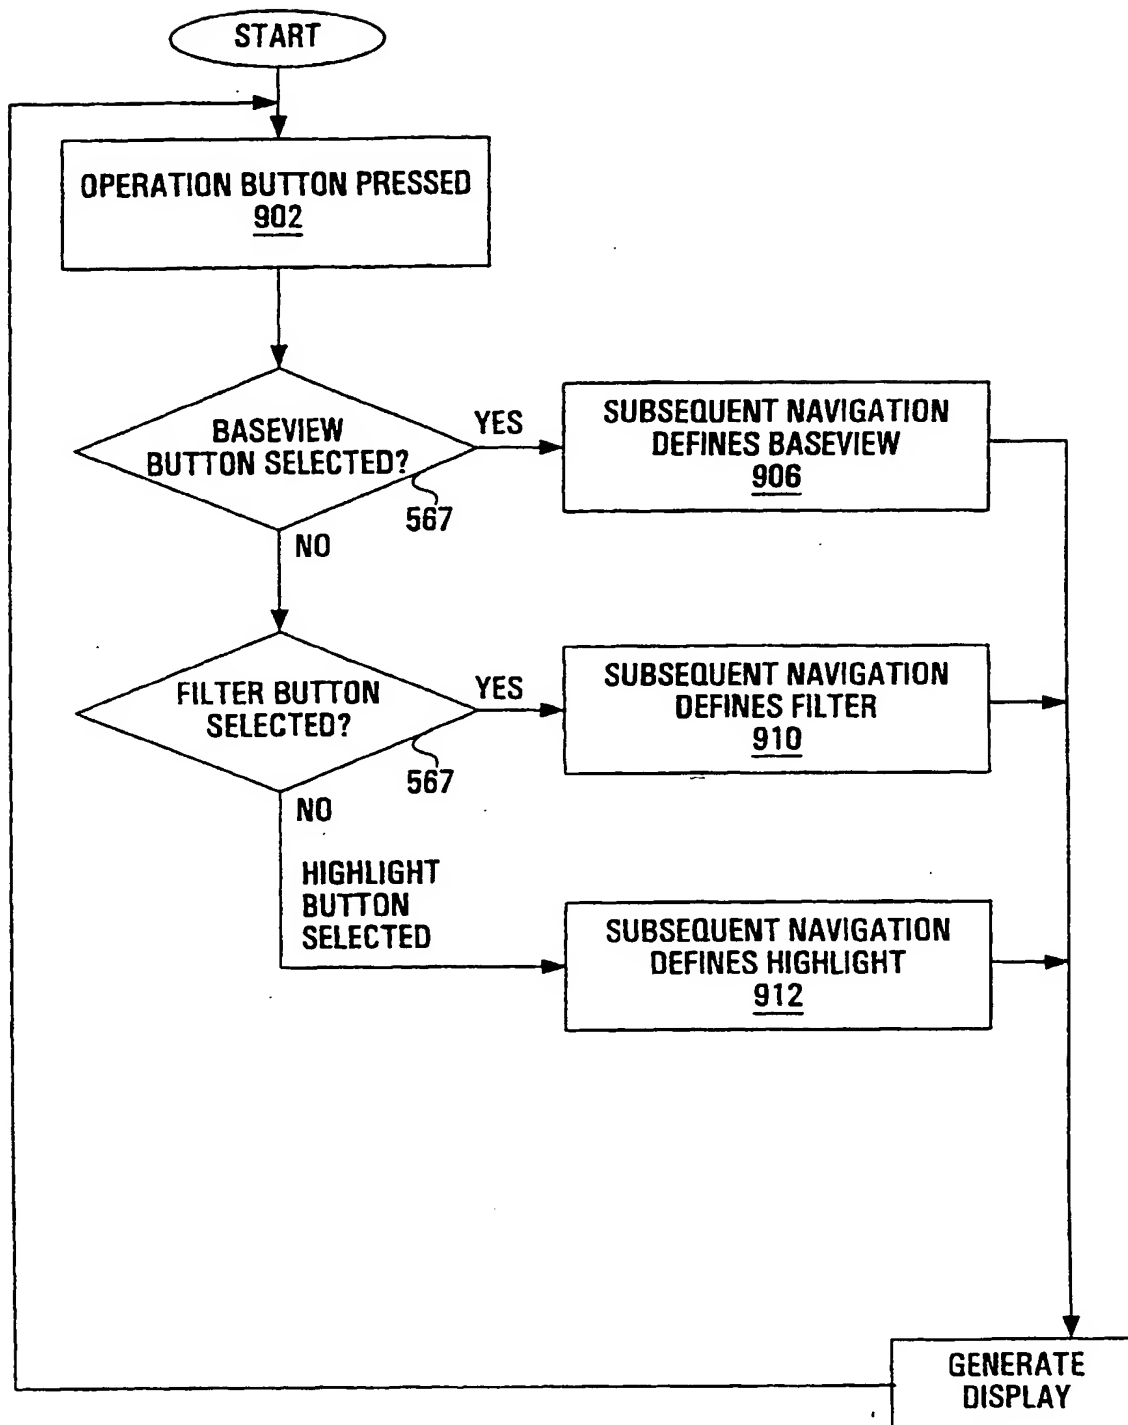 START
OPERATION BUTTON PRESSED
902
BASEVIEW
BUTTON SELECTED?
567
YES
SUBSEQUENT NAVIGATION
DEFINES BASEVIEW
906
NO
FILTER BUTTON
SELECTED?
567
YES
SUBSEQUENT NAVIGATION
DEFINES FILTER
910
NO
HIGHLIGHT
BUTTON
SELECTED
SUBSEQUENT NAVIGATION
DEFINES HIGHLIGHT
912
GENERATE
DISPLAY